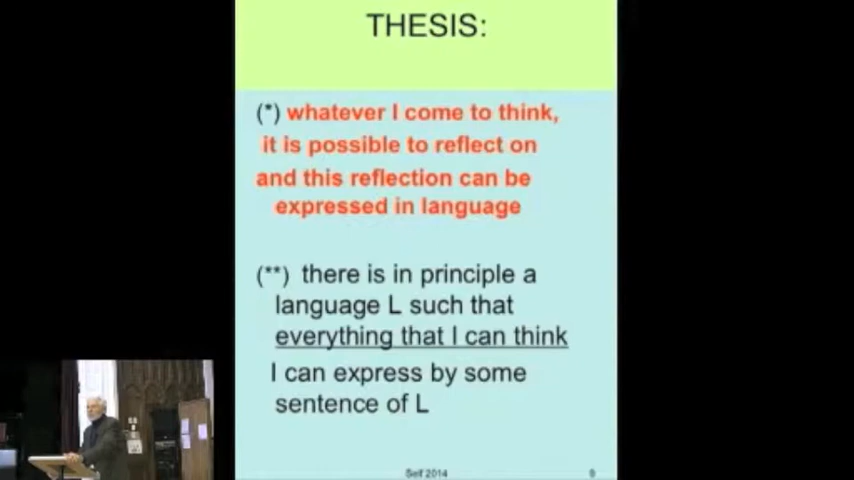 THESIS:
(*) whatever I come to think,
it is possible to reflect on
and this reflection can be
expressed in language
(**) there is in principle a
language L such that
everything that I can think
I can express by some
sentence of L
Self 2014